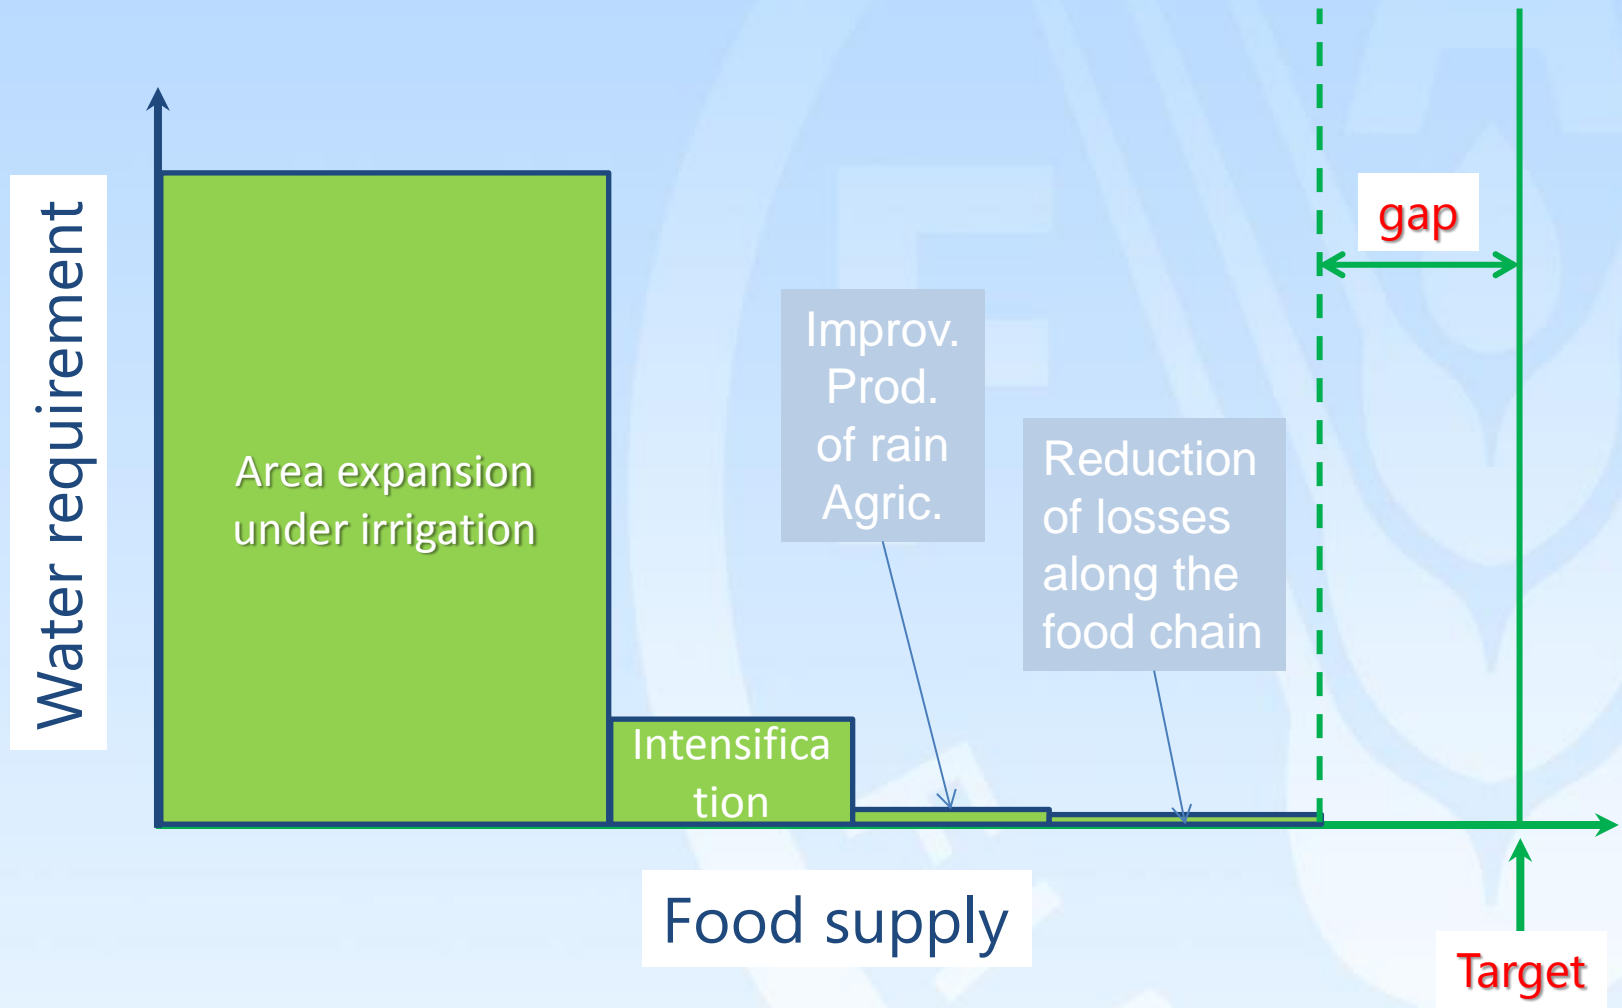 Water requirement
Area expansion
under irrigation
Intensifica
tion
Improv.
Prod.
of rain
Agric.
Reduction
of losses
along the
food chain
gap
Food supply
Target